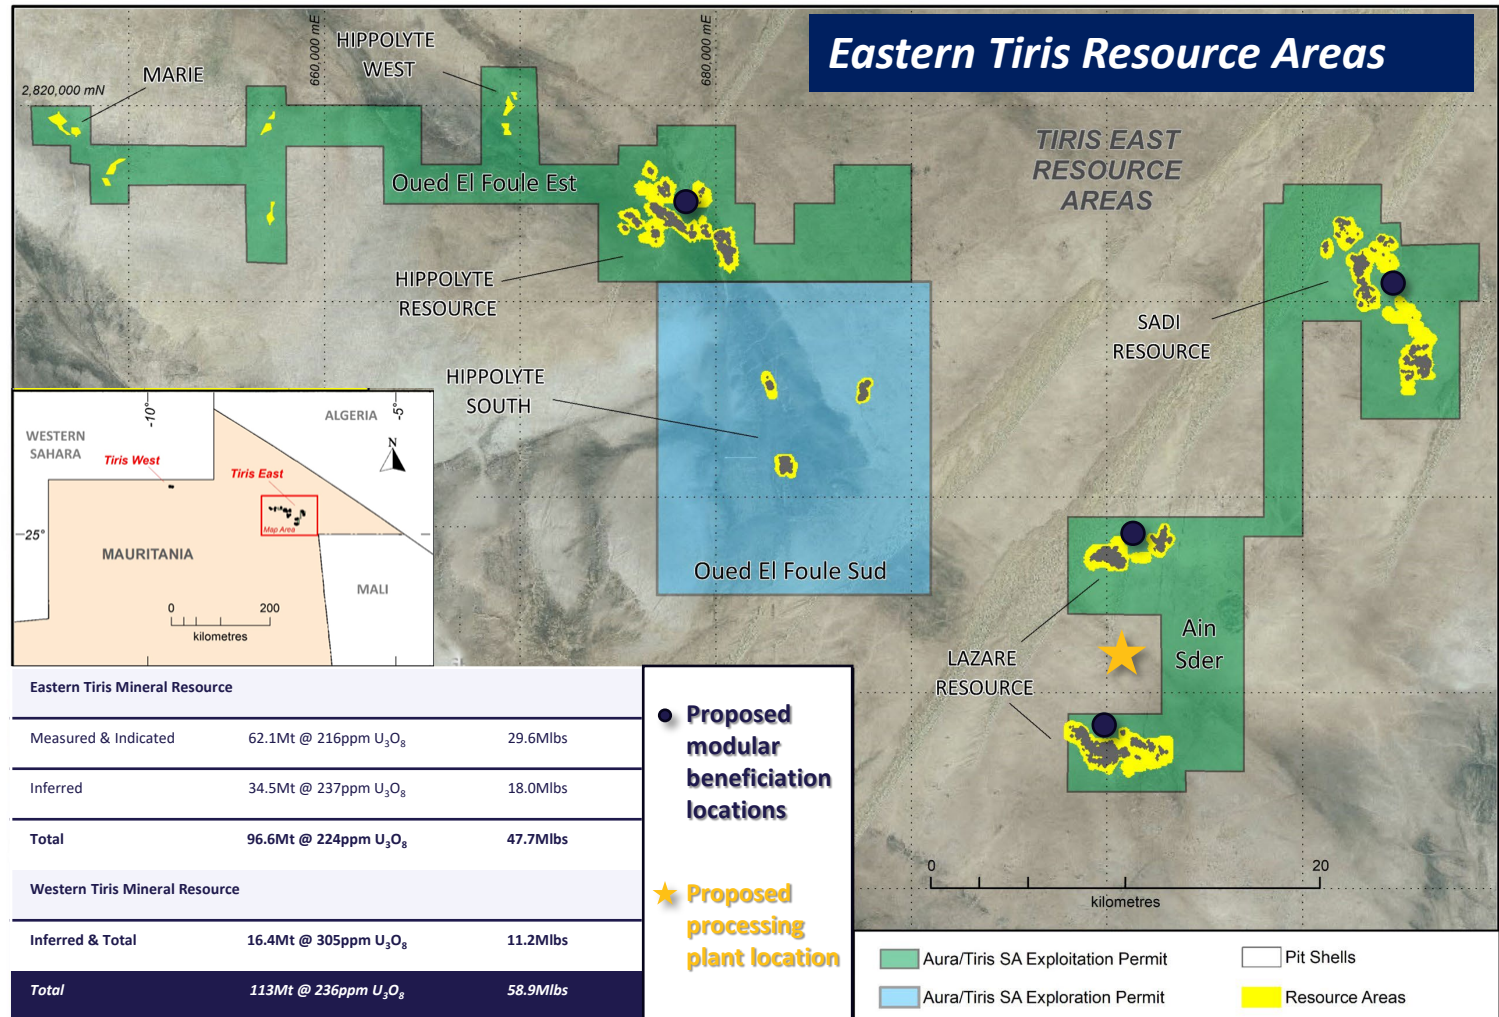 Eastern Tiris Resource Areas
660,000 mE
680,000 mE
2,820,000 mN
MARIE
HIPPOLYTE
WEST
TIRIS EAST
RESOURCE
AREAS
Oued El Foule Est
HIPPOLYTE
RESOURCE
SADI
RESOURCE
HIPPOLYTE
SOUTH
Oued El Foule Sud
LAZARE
RESOURCE
Ain
Sder
0 20
kilometres
-10°
-5°
ALGERIA
WESTERN
SAHARA
N
Tiris West
Tiris East
Map Area
25°
MAURITANIA
MALI
0 200
kilometres
Eastern Tiris Mineral Resource
Measured & Indicated 62.1Mt @ 216ppm U₃O₈ 29.6Mlbs
Inferred 34.5Mt @ 237ppm U₃O₈ 18.0Mlbs
Total 96.6Mt @ 224ppm U₃O₈ 47.7Mlbs
Western Tiris Mineral Resource
Inferred & Total 16.4Mt @ 305ppm U₃O₈ 11.2Mlbs
Total 113Mt @ 236ppm U₃O₈ 58.9Mlbs
Proposed
modular
beneficiation
locations
Proposed
processing
plant location
Aura/Tiris SA Exploitation Permit
Pit Shells
Aura/Tiris SA Exploration Permit
Resource Areas